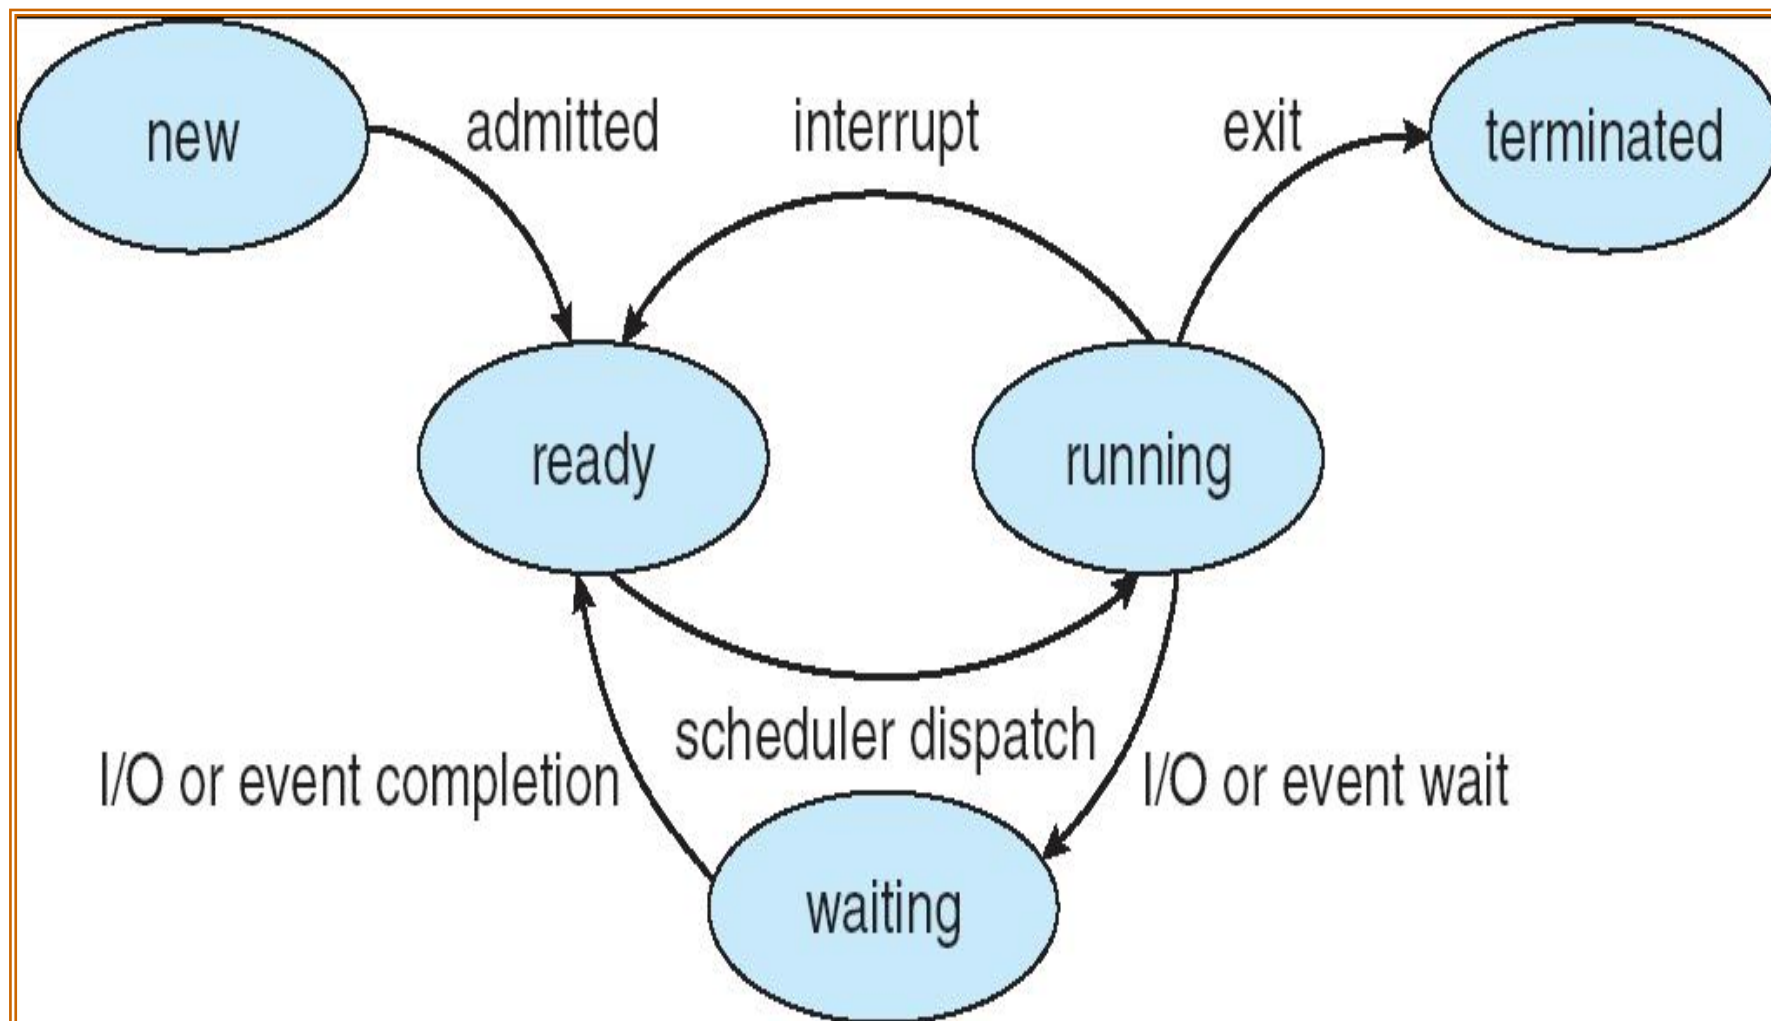 new
admitted
interrupt
exit
terminated
ready
running
scheduler dispatch
I/O or event completion
I/O or event wait
waiting